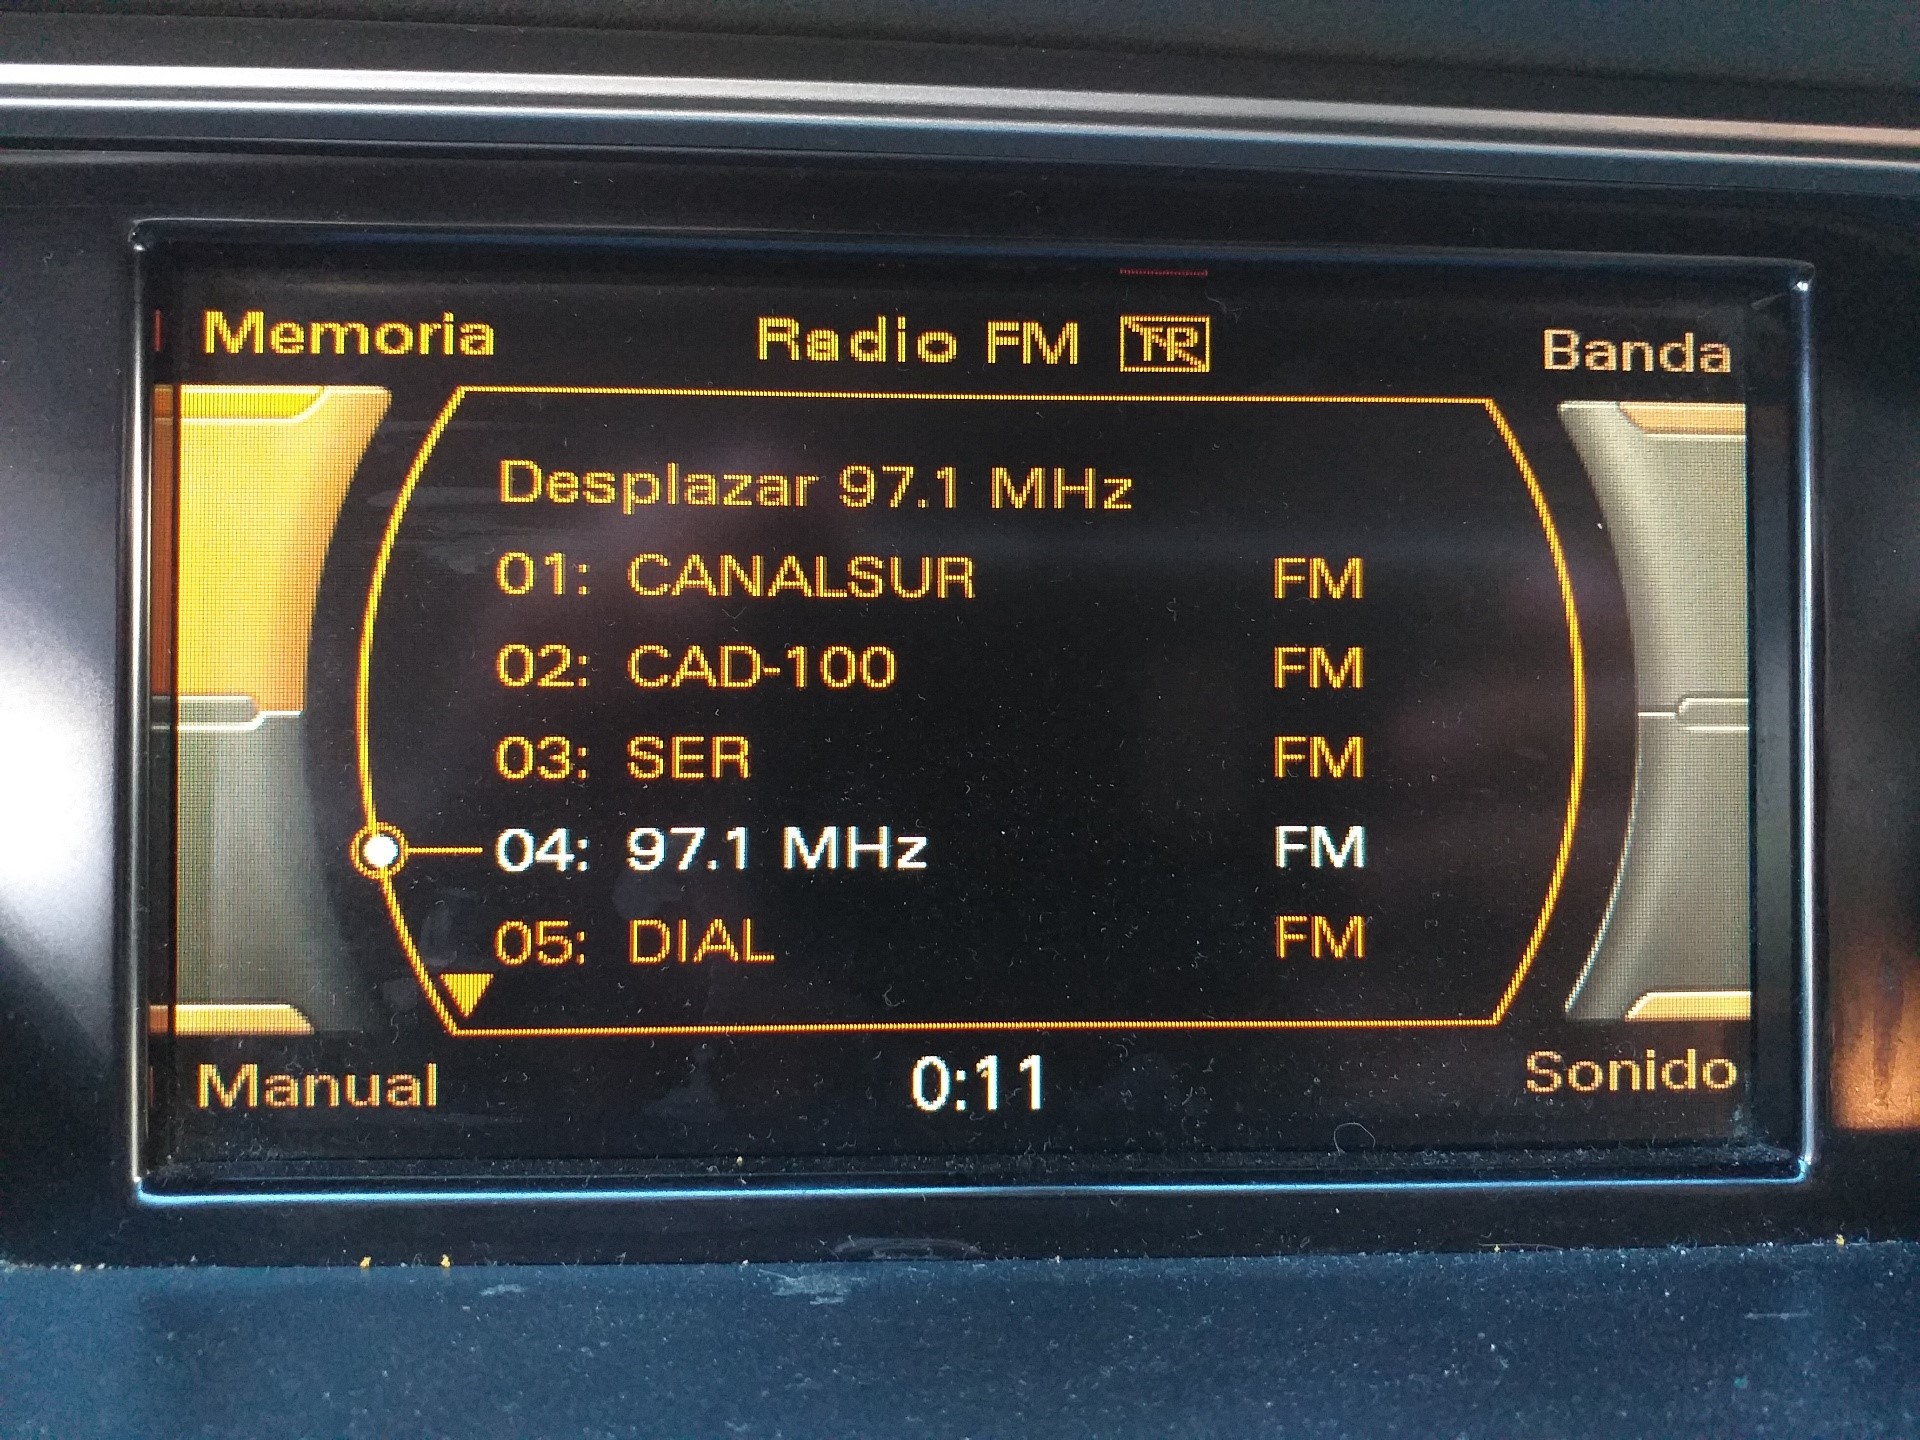 Memoria Radio FM TP Banda
Desplazar 97.1 MHz
01: CANALSUR FM
02: CAD-100 FM
03: SER FM
04: 97.1 MHz FM
05: DIAL FM
Manual 0:11 Sonido